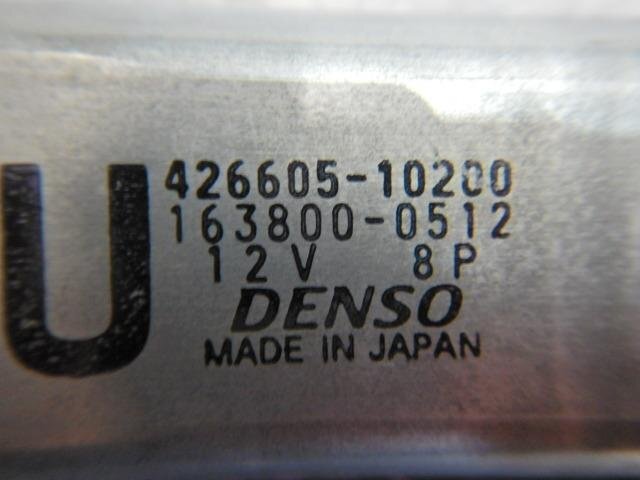 U
426605-10200
163800-0512
12V 8P
DENSO
MADE IN JAPAN